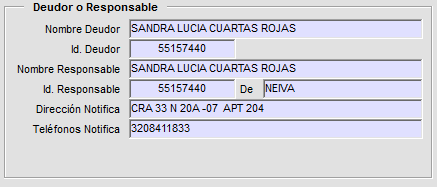 Deudor o Responsable
Nombre Deudor SANDRA LUCIA CUARTAS ROJAS
Id. Deudor 55157440
Nombre Responsable SANDRA LUCIA CUARTAS ROJAS
Id. Responsable 55157440 De NEIVA
Dirección Notifica CRA 33 N 20A -07 APT 204
Teléfonos Notifica 3208411833